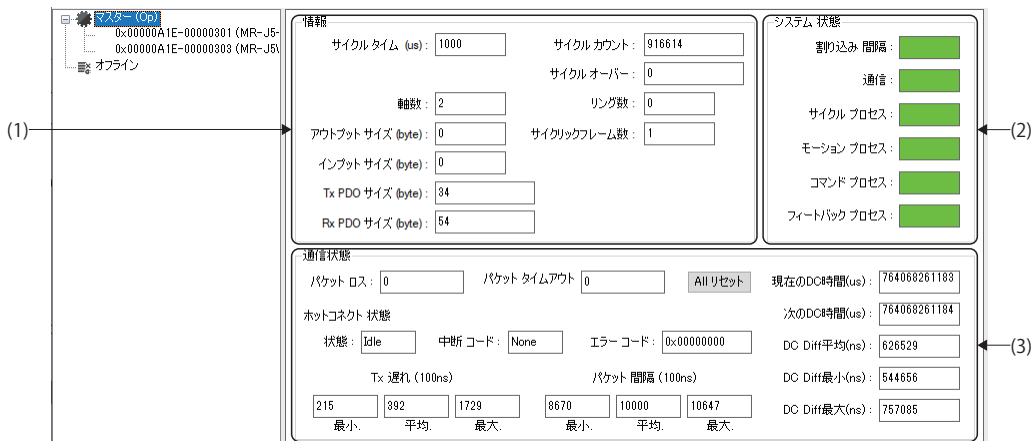 マスター (Op)
0x00000A1E-00000301 (MR-J5-
0x00000A1E-00000303 (MR-J5\
オフライン
(1)
情報
サイクル タイム (us) : 1000
サイクル カウント : 916614
サイクル オーバー : 0
軸数 : 2
リング数 : 0
アウトプット サイズ (byte) : 0
サイクリックフレーム数 : 1
インプット サイズ (byte) : 0
Tx PDO サイズ (byte) : 34
Rx PDO サイズ (byte) : 54
システム 状態
割り込み 間隔 :
通信 :
サイクル プロセス :
モーション プロセス :
コマンド プロセス :
フィートバック プロセス :
(2)
通信状態
パケット ロス : 0
パケット タイムアウト 0
All リセット
ホットコネクト 状態
状態 : Idle
中断 コード : None
エラー コード : 0x00000000
Tx 遅れ (100ns)
215 392 1729
最小. 平均. 最大.
パケット 間隔 (100ns)
8670 10000 10647
最小. 平均. 最大.
現在のDC時間(us) : 764068261183
次のDC時間(us) : 764068261184
DC Diff平均(ns) : 626529
DC Diff最小(ns) : 544656
DC Diff最大(ns) : 757085
(3)